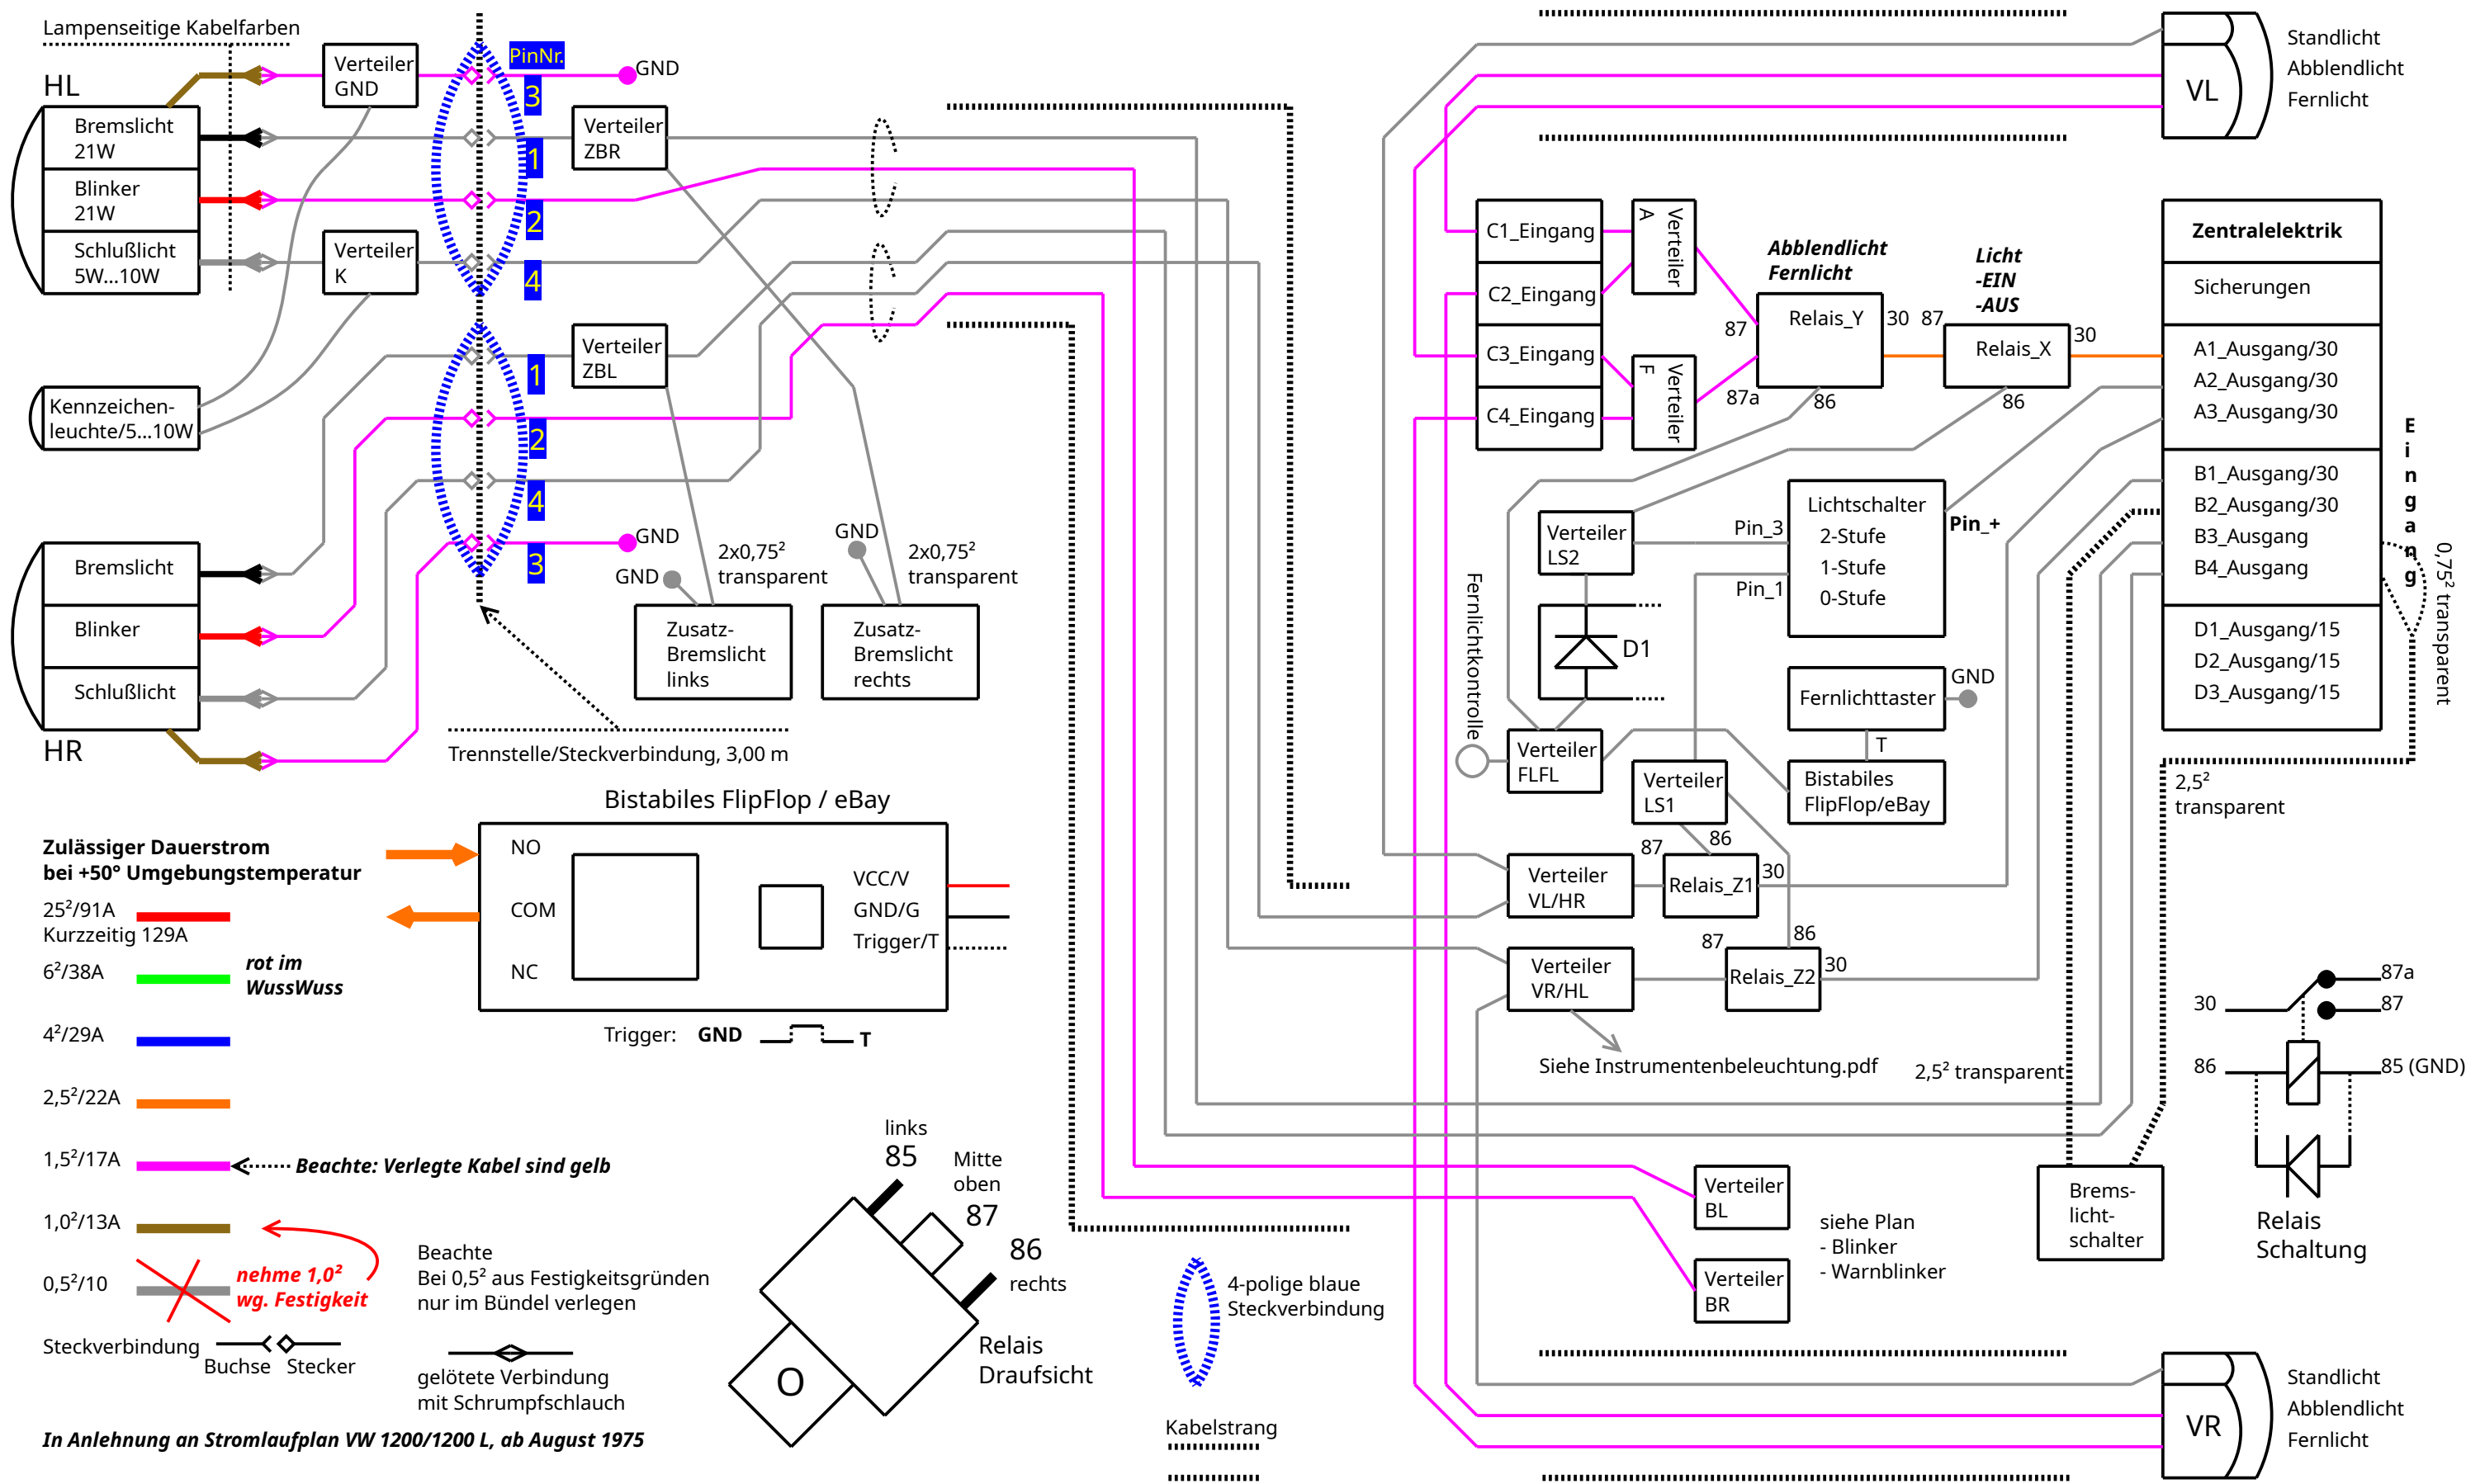 Lampenseitige Kabelfarben
HL
Verteiler
GND
PinNr.
GND
3
Bremslicht
21W
Blinker
21W
Schlußlicht
5W...10W
Verteiler
K
Verteiler
ZBR
1
2
4
Kennzeichen-
leuchte/5...10W
Verteiler
ZBL
1
2
4
3
GND
Bremslicht
Blinker
Schlußlicht
HR
GND
2x0,75²
transparent
GND
2x0,75²
transparent
Zusatz-
Bremslicht
links
Zusatz-
Bremslicht
rechts
Trennstelle/Steckverbindung, 3,00 m
Bistabiles FlipFlop / eBay
NO
COM
NC
VCC/V
GND/G
Trigger/T
Trigger:
GND
T
Zulässiger Dauerstrom
bei +50° Umgebungstemperatur
25²/91A
Kurzzeitig 129A
6²/38A
rot im
WussWuss
4²/29A
2,5²/22A
1,5²/17A
Beachte: Verlegte Kabel sind gelb
1,0²/13A
0,5²/10
nehme 1,0²
wg. Festigkeit
Beachte
Bei 0,5² aus Festigkeitsgründen
nur im Bündel verlegen
Steckverbindung
Buchse
Stecker
gelötete Verbindung
mit Schrumpfschlauch
In Anlehnung an Stromlaufplan VW 1200/1200 L, ab August 1975
links
85
Mitte
oben
87
86
rechts
Relais
Draufsicht
O
4-polige blaue
Steckverbindung
Kabelstrang
VL
Standlicht
Abblendlicht
Fernlicht
C1_Eingang
C2_Eingang
C3_Eingang
C4_Eingang
Verteiler
A
Verteiler
F
Abblendlicht
Fernlicht
Relais_Y
87
87a
86
30
Licht
-EIN
-AUS
87
Relais_X
30
86
Zentralelektrik
Sicherungen
A1_Ausgang/30
A2_Ausgang/30
A3_Ausgang/30
B1_Ausgang/30
B2_Ausgang/30
B3_Ausgang
B4_Ausgang
D1_Ausgang/15
D2_Ausgang/15
D3_Ausgang/15
Eingang
0,75² transparent
2,5²
transparent
Verteiler
LS2
Pin_3
Pin_1
Lichtschalter
2-Stufe
1-Stufe
0-Stufe
Pin_+
D1
Fernlichtkontrolle
Verteiler
FLFL
Fernlichttaster
GND
T
Bistabiles
FlipFlop/eBay
Verteiler
LS1
86
87
Relais_Z1
30
Verteiler
VL/HR
Verteiler
VR/HL
87
86
Relais_Z2
30
Siehe Instrumentenbeleuchtung.pdf
2,5² transparent
87a
30
87
86
85 (GND)
Relais
Schaltung
Verteiler
BL
Verteiler
BR
siehe Plan
- Blinker
- Warnblinker
Brems-
licht-
schalter
VR
Standlicht
Abblendlicht
Fernlicht